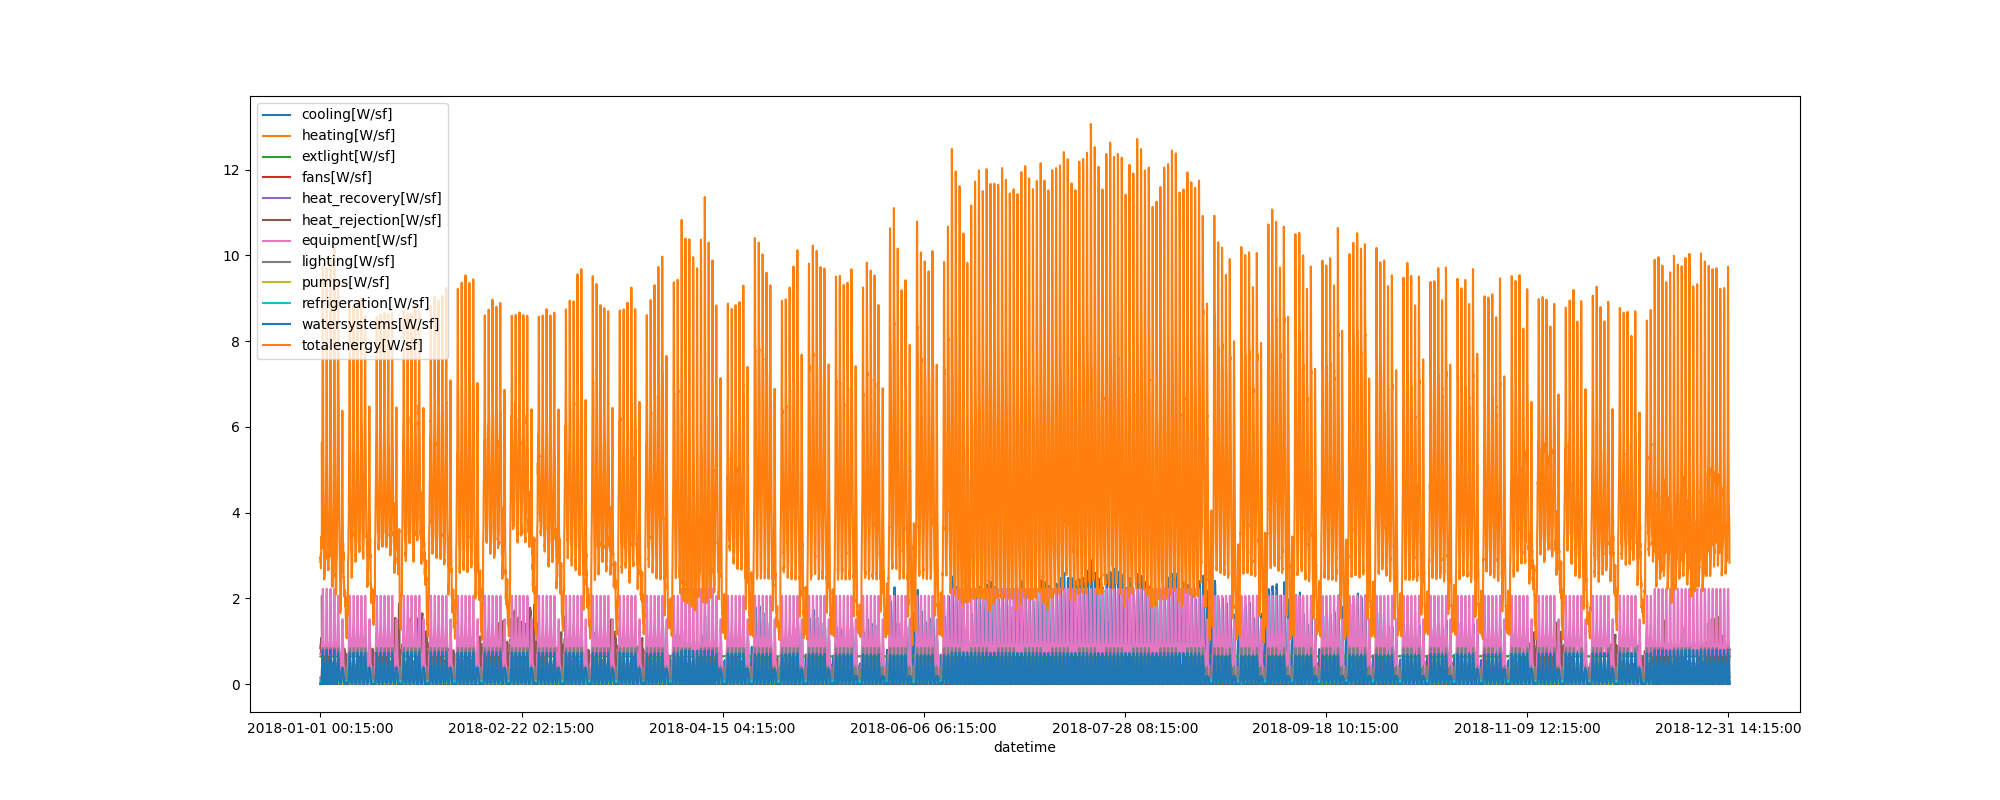 cooling[W/sf]
heating[W/sf]
extlight[W/sf]
fans[W/sf]
heat_recovery[W/sf]
heat_rejection[W/sf]
equipment[W/sf]
lighting[W/sf]
pumps[W/sf]
refrigeration[W/sf]
watersystems[W/sf]
totalenergy[W/sf]
12
10
8
6
4
2
0
2018-01-01 00:15:00 2018-02-22 02:15:00 2018-04-15 04:15:00 2018-06-06 06:15:00 2018-07-28 08:15:00 2018-09-18 10:15:00 2018-11-09 12:15:00 2018-12-31 14:15:00
datetime